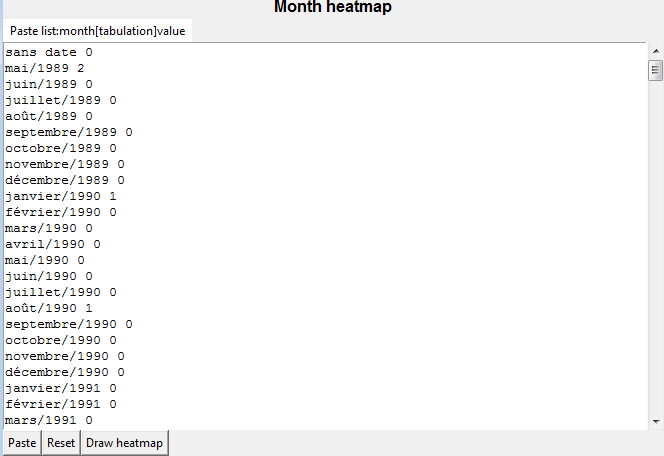 Month heatmap
Paste list:month[tabulation]value
sans date 0
mai/1989 2
juin/1989 0
juillet/1989 0
août/1989 0
septembre/1989 0
octobre/1989 0
novembre/1989 0
décembre/1989 0
janvier/1990 1
février/1990 0
mars/1990 0
avril/1990 0
mai/1990 0
juin/1990 0
juillet/1990 0
août/1990 1
septembre/1990 0
octobre/1990 0
novembre/1990 0
décembre/1990 0
janvier/1991 0
février/1991 0
mars/1991 0
Paste Reset Draw heatmap